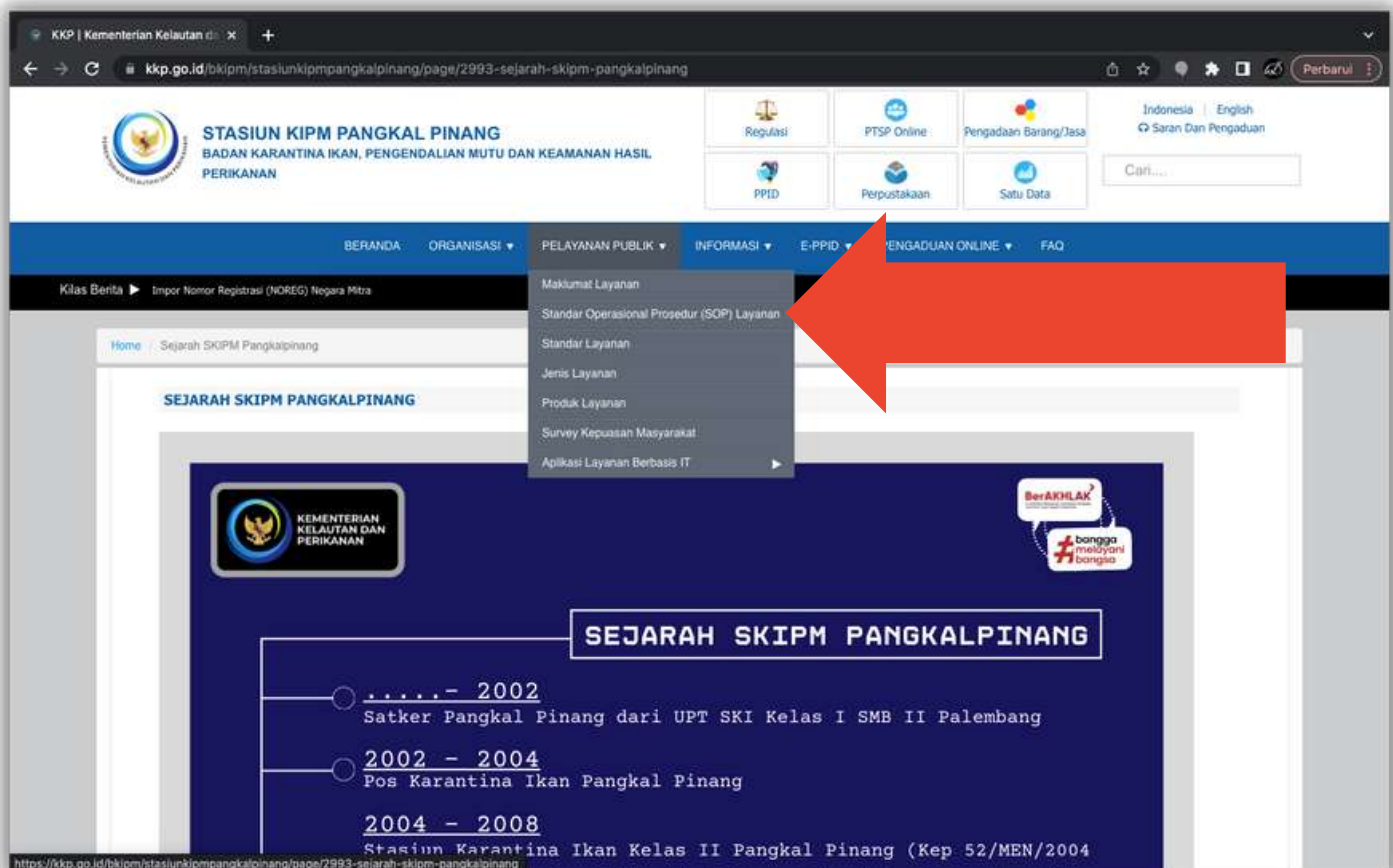 KKP | Kementerian Kelautan da
kkp.go.id/bkipm/stasiunkipmpangkalpinang/page/2993-sejarah-skipm-pangkalpinang
Perbarui
STASIUN KIPM PANGKAL PINANG
BADAN KARANTINA IKAN, PENGENDALIAN MUTU DAN KEAMANAN HASIL
PERIKANAN
Regulasi
PTSP Online
Pengadaan Barang/Jasa
PPID
Perpustakaan
Satu Data
Indonesia | English
Saran Dan Pengaduan
Cari....
BERANDA ORGANISASI PELAYANAN PUBLIK INFORMASI E-PPID PENGADUAN ONLINE FAQ
Kilas Berita Impor Nomor Registrasi (NOREG) Negara Mitra
Maklumat Layanan
Standar Operasional Prosedur (SOP) Layanan
Standar Layanan
Jenis Layanan
Produk Layanan
Survey Kepuasan Masyarakat
Aplikasi Layanan Berbasis IT
Home / Sejarah SKIPM Pangkalpinang
SEJARAH SKIPM PANGKALPINANG
KEMENTERIAN
KELAUTAN DAN
PERIKANAN
BerAKHLAK
#bangga
melayani
bangsa
SEJARAH SKIPM PANGKALPINANG
.....- 2002
Satker Pangkal Pinang dari UPT SKI Kelas I SMB II Palembang
2002 - 2004
Pos Karantina Ikan Pangkal Pinang
2004 - 2008
Stasiun Karantina Ikan Kelas II Pangkal Pinang (Kep 52/MEN/2004
https://kkp.go.id/bkipm/stasiunkipmpangkalpinang/page/2993-sejarah-skipm-pangkalpinang